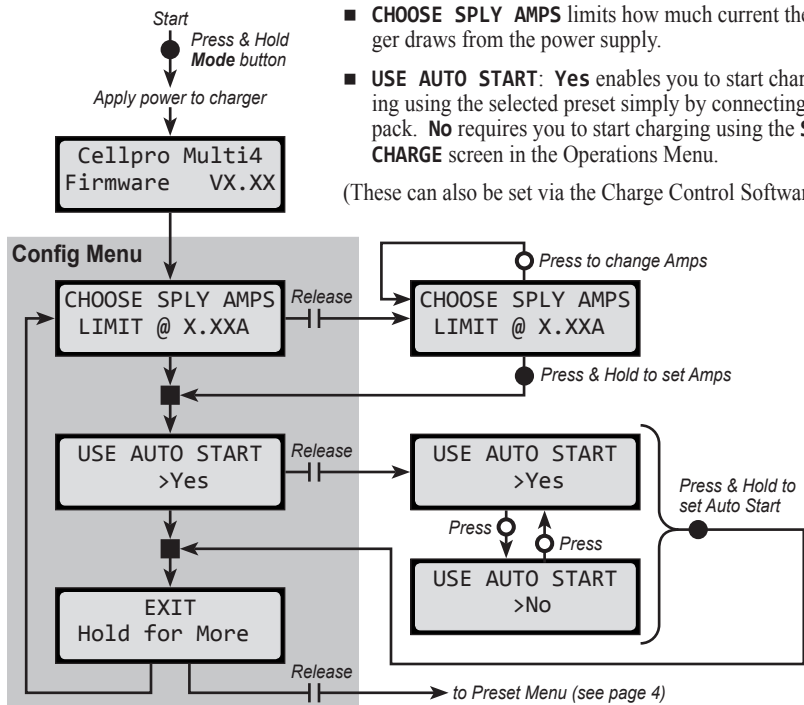 Start
Press & Hold
Mode button
Apply power to charger
Cellpro Multi4
Firmware VX.XX
■ CHOOSE SPLY AMPS limits how much current the
ger draws from the power supply.
■ USE AUTO START: Yes enables you to start char
ing using the selected preset simply by connecting
pack. No requires you to start charging using the S
CHARGE screen in the Operations Menu.
(These can also be set via the Charge Control Softwar
Config Menu
CHOOSE SPLY AMPS
LIMIT @ X.XXA
Release
Press to change Amps
CHOOSE SPLY AMPS
LIMIT @ X.XXA
Press & Hold to set Amps
USE AUTO START
>Yes
Release
USE AUTO START
>Yes
Press
Press
USE AUTO START
>No
Press & Hold to
set Auto Start
EXIT
Hold for More
Release
to Preset Menu (see page 4)